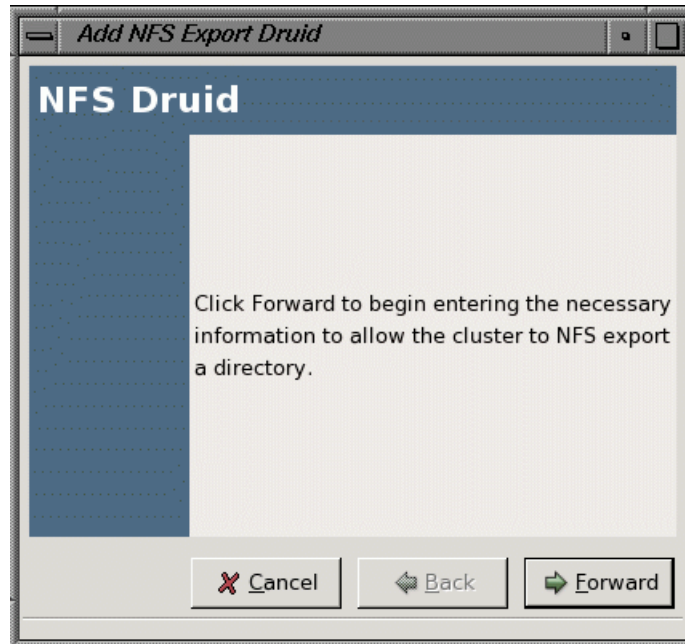 Add NFS Export Druid
NFS Druid
Click Forward to begin entering the necessary
information to allow the cluster to NFS export
a directory.
Cancel
Back
Forward